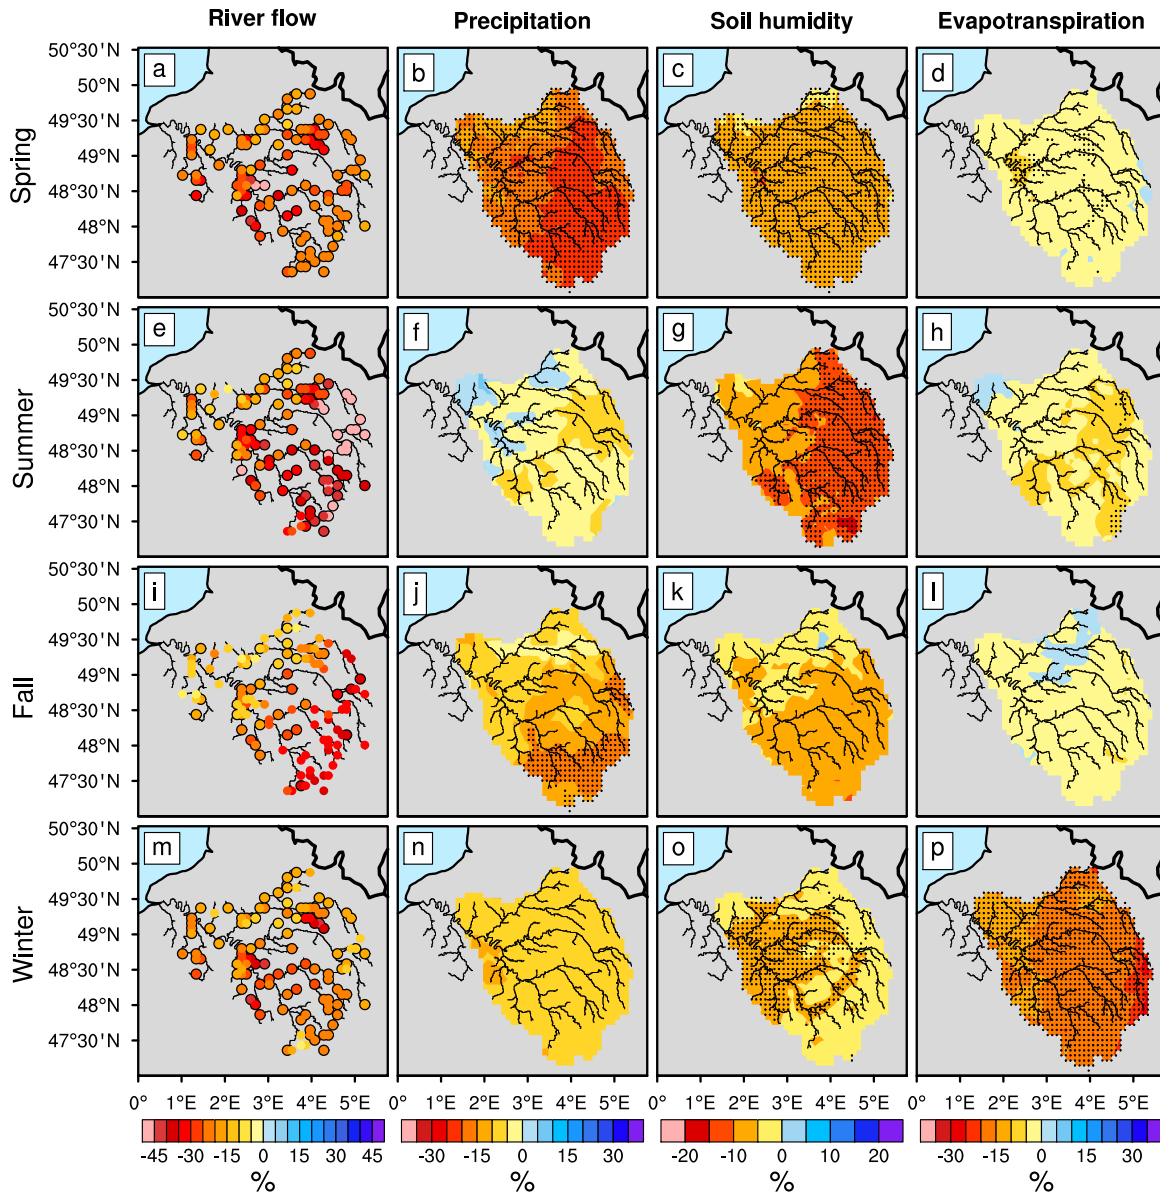 River flow Precipitation Soil humidity Evapotranspiration
50°30'N
50°N
49°30'N
49°N
48°30'N
48°N
47°30'N
Spring
a b c d
50°30'N
50°N
49°30'N
49°N
48°30'N
48°N
47°30'N
Summer
e f g h
50°30'N
50°N
49°30'N
49°N
48°30'N
48°N
47°30'N
Fall
i j k l
50°30'N
50°N
49°30'N
49°N
48°30'N
48°N
47°30'N
Winter
m n o p
0° 1°E 2°E 3°E 4°E 5°E 0° 1°E 2°E 3°E 4°E 5°E 0° 1°E 2°E 3°E 4°E 5°E 0° 1°E 2°E 3°E 4°E 5°E
-45 -30 -15 0 15 30 45 -30 -15 0 15 30 -20 -10 0 10 20 -30 -15 0 15 30
% % % %